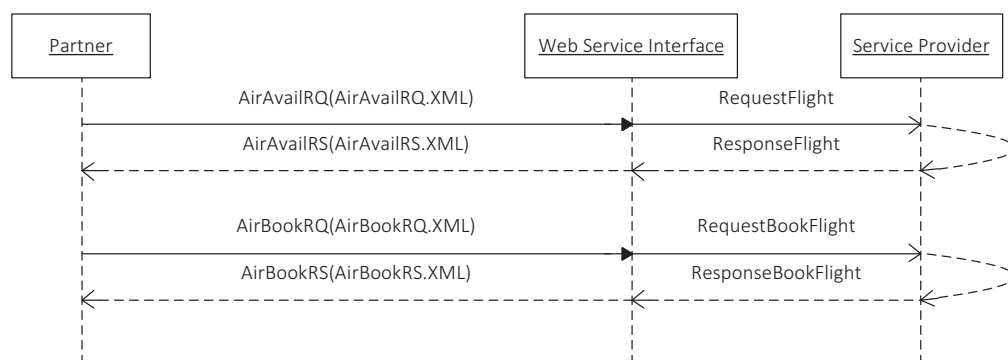 Partner
Web Service Interface
Service Provider
AirAvailRQ(AirAvailRQ.XML)
RequestFlight
AirAvailRS(AirAvailRS.XML)
ResponseFlight
AirBookRQ(AirBookRQ.XML)
RequestBookFlight
AirBookRS(AirBookRS.XML)
ResponseBookFlight